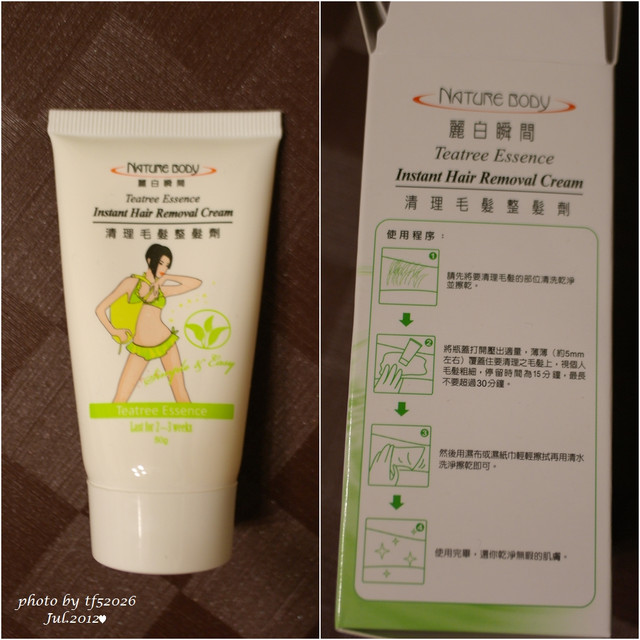 NATURE BODY
麗白瞬間
Teatree Essence
Instant Hair Removal Cream
清理毛髮整髮劑
Simple & Easy
Teatree Essence
Last for 2~3 weeks
60g
photo by tf52026
Jul.2012♥
NATURE BODY
麗白瞬間
Teatree Essence
Instant Hair Removal Cream
清理毛髮整髮劑
使用程序：
1
請先將要清理毛髮的部位清洗乾淨
並擦乾。
2
將瓶蓋打開壓出適量，薄薄（約5mm
左右）覆蓋住要清理之毛髮上，視個人
毛髮粗細，停留時間為15分鐘，最長
不要超過30分鐘。
3
然後用濕布或濕紙巾輕輕擦拭再用清水
洗淨擦乾即可。
4
使用完畢，還你乾淨無瑕的肌膚。